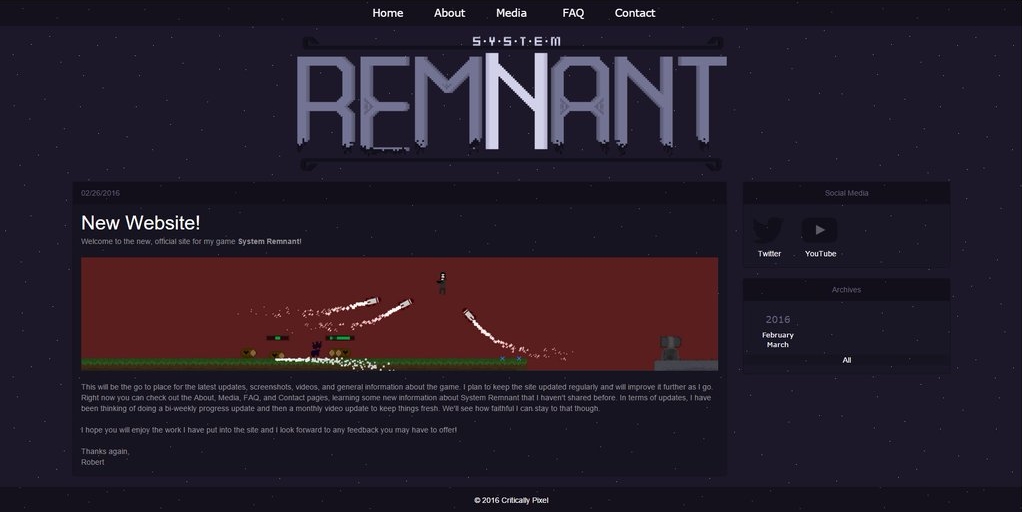 Home About Media FAQ Contact
S·Y·S·T·E·M
REMNANT
02/26/2016
New Website!
Welcome to the new, official site for my game System Remnant!
This will be the go to place for the latest updates, screenshots, videos, and general information about the game. I plan to keep the site updated regularly and will improve it further as I go.
Right now you can check out the About, Media, FAQ, and Contact pages, learning some new information about System Remnant that I haven't shared before. In terms of updates, I have
been thinking of doing a bi-weekly progress update and then a monthly video update to keep things fresh. We'll see how faithful I can stay to that though.
I hope you will enjoy the work I have put into the site and I look forward to any feedback you may have to offer!
Thanks again,
Robert
Social Media
Twitter YouTube
Archives
2016
February
March
All
© 2016 Critically Pixel